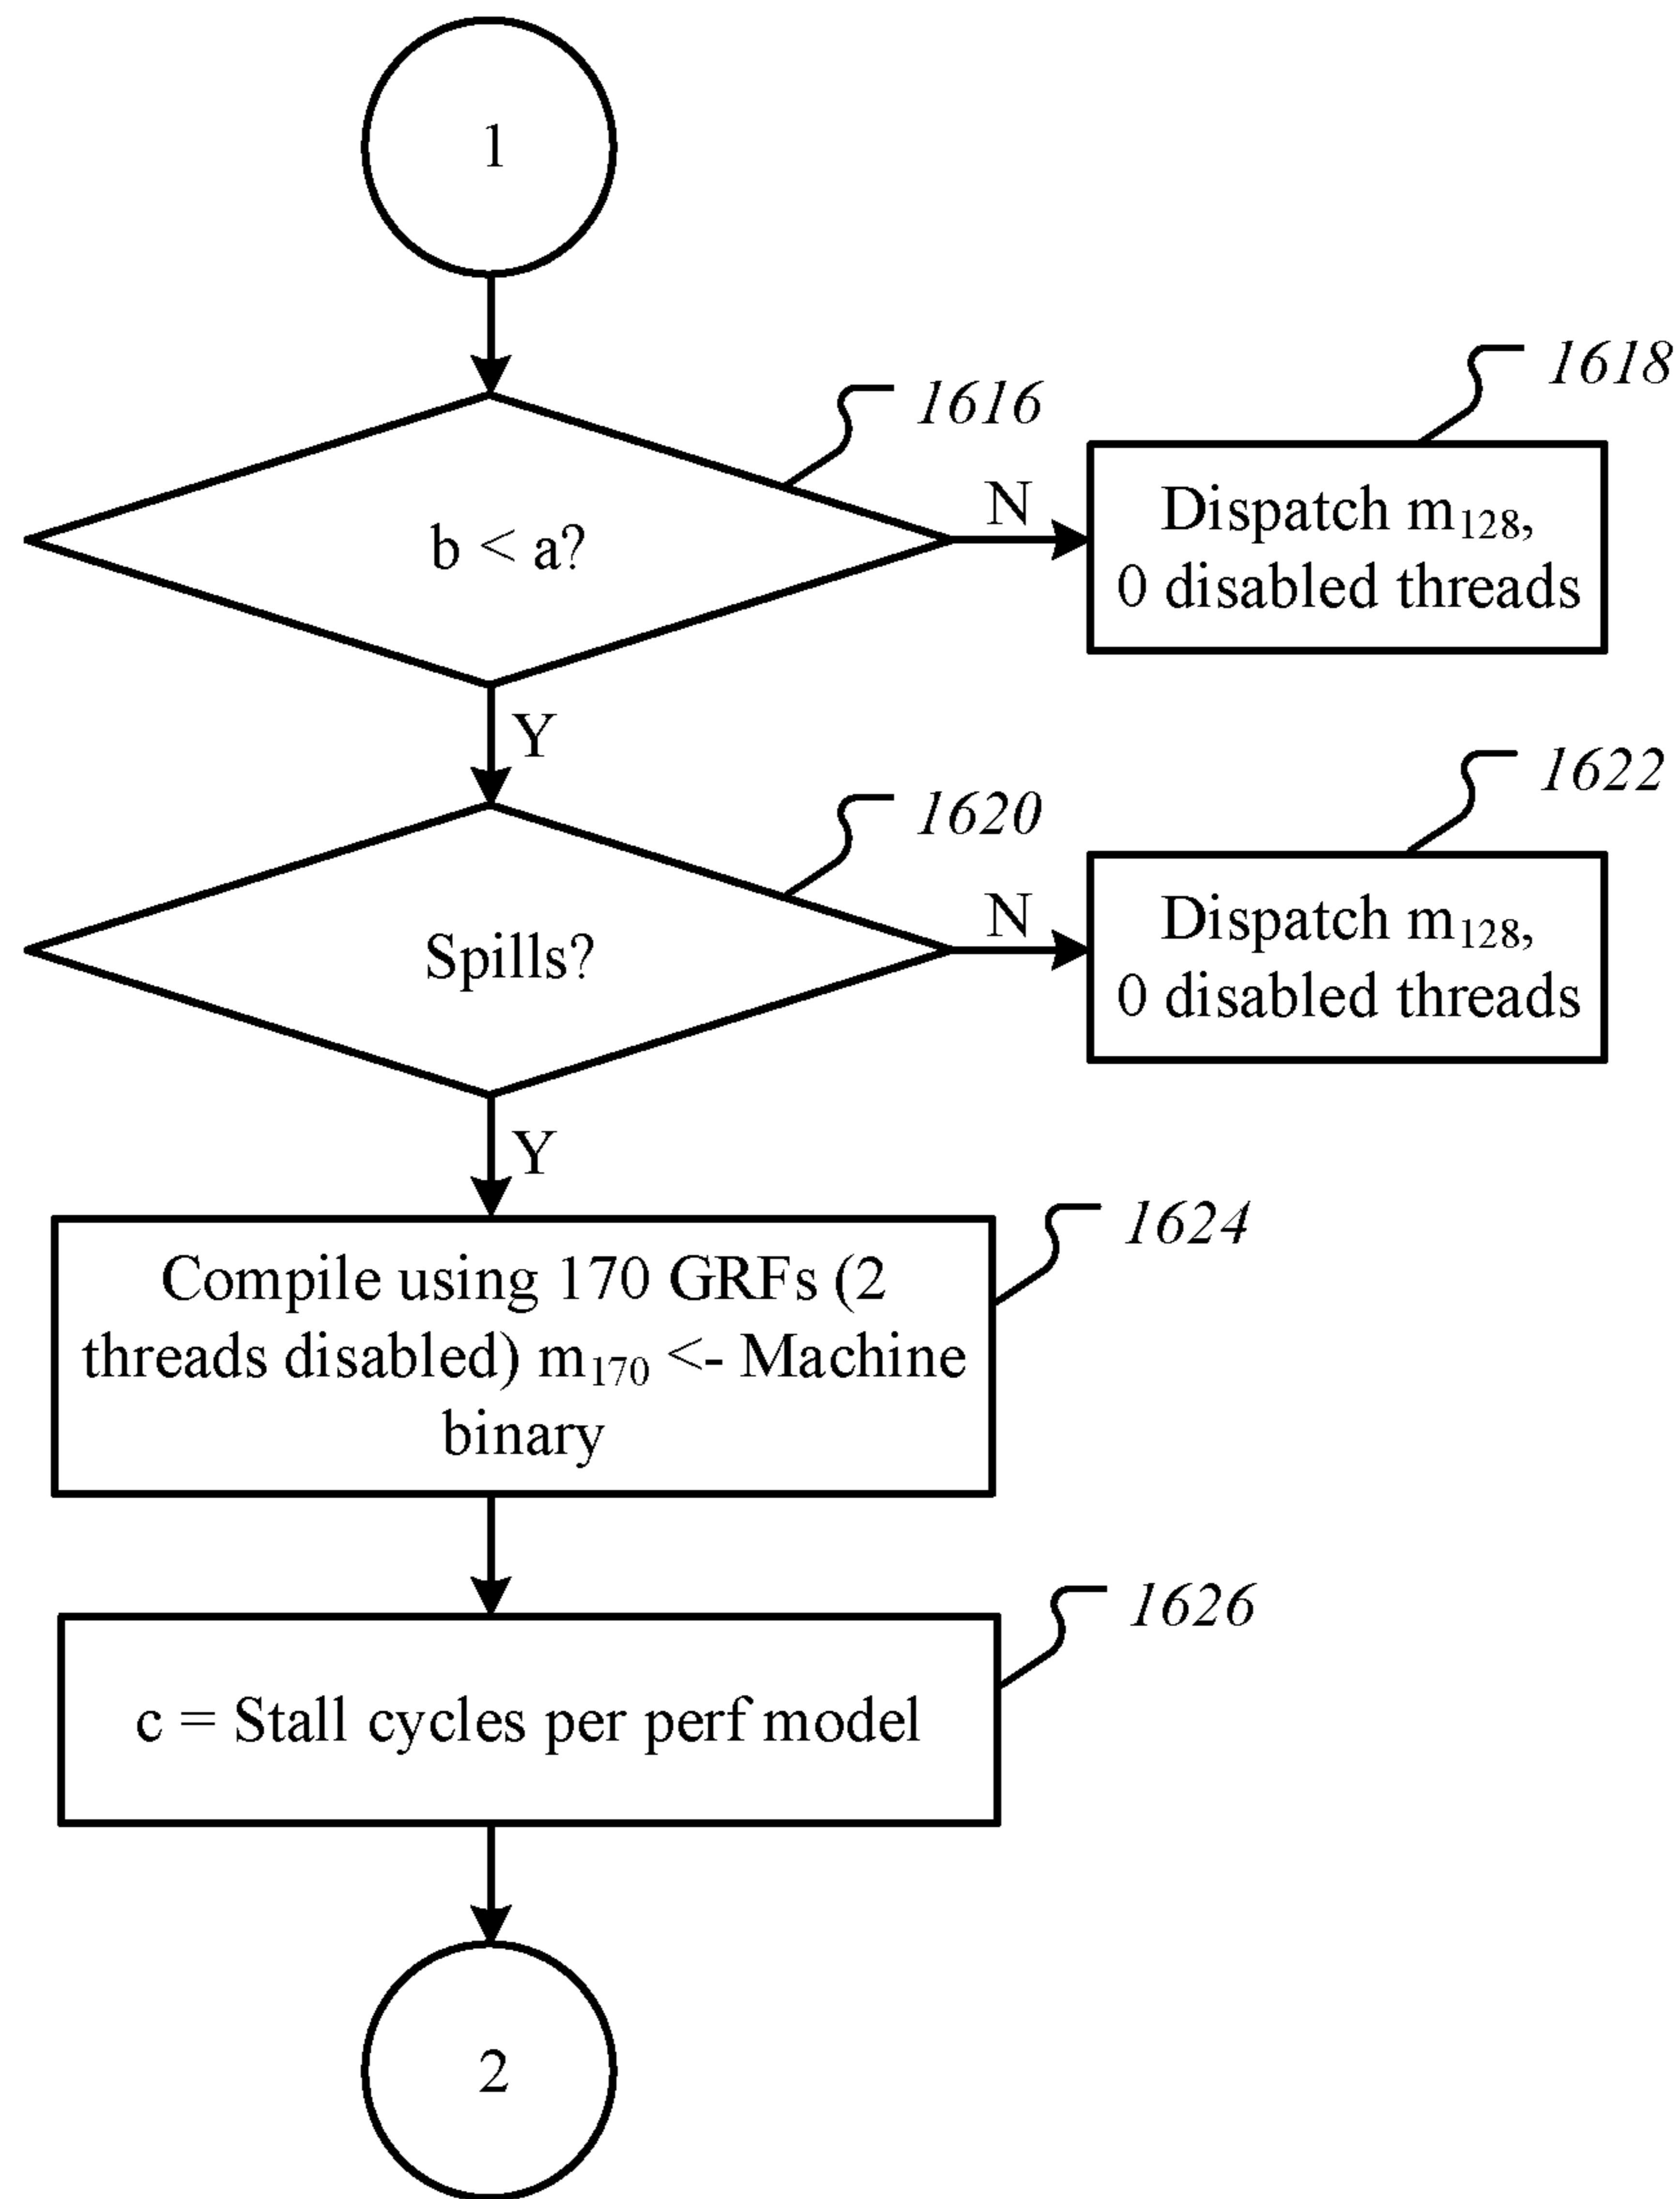 1
1616
1618
b < a?
N
Dispatch m₁₂₈,
0 disabled threads
Y
1620
1622
Spills?
N
Dispatch m₁₂₈,
0 disabled threads
Y
1624
Compile using 170 GRFs (2
threads disabled) m₁₇₀ <- Machine
binary
1626
c = Stall cycles per perf model
2